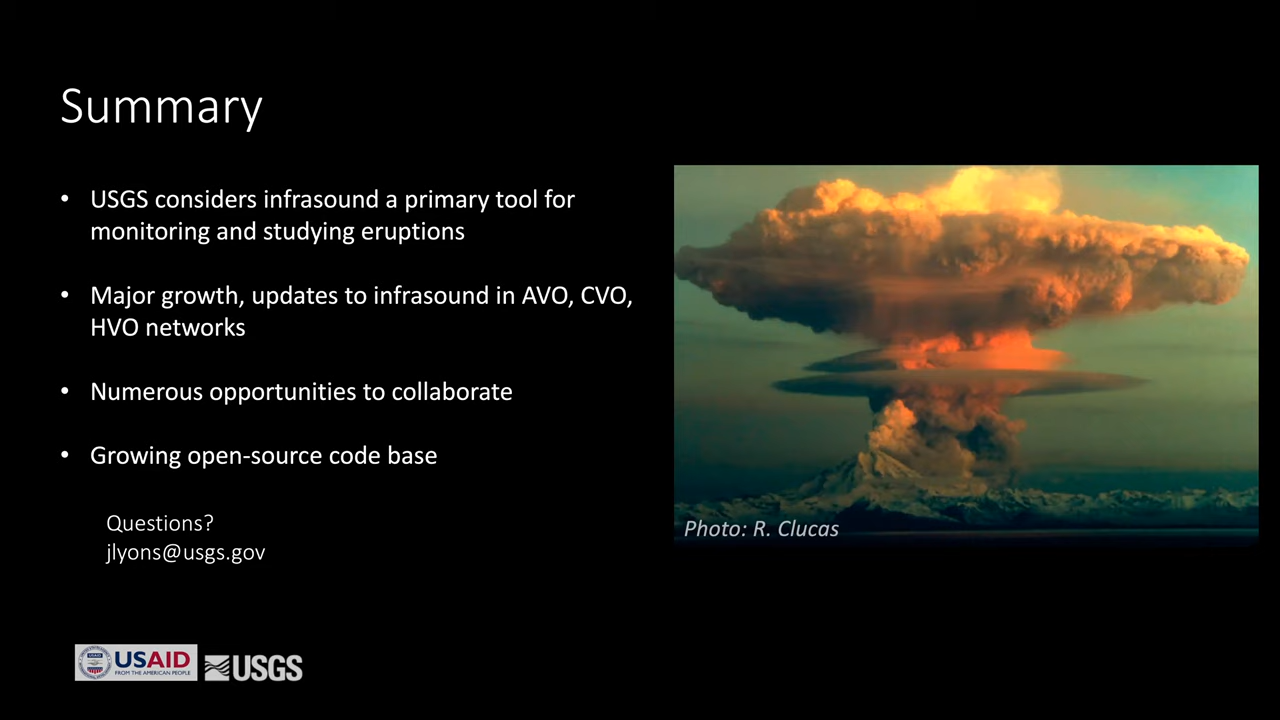 Summary
• USGS considers infrasound a primary tool for
monitoring and studying eruptions
• Major growth, updates to infrasound in AVO, CVO,
HVO networks
• Numerous opportunities to collaborate
• Growing open-source code base
Questions?
jlyons@usgs.gov
Photo: R. Clucas
USAID
FROM THE AMERICAN PEOPLE
USGS